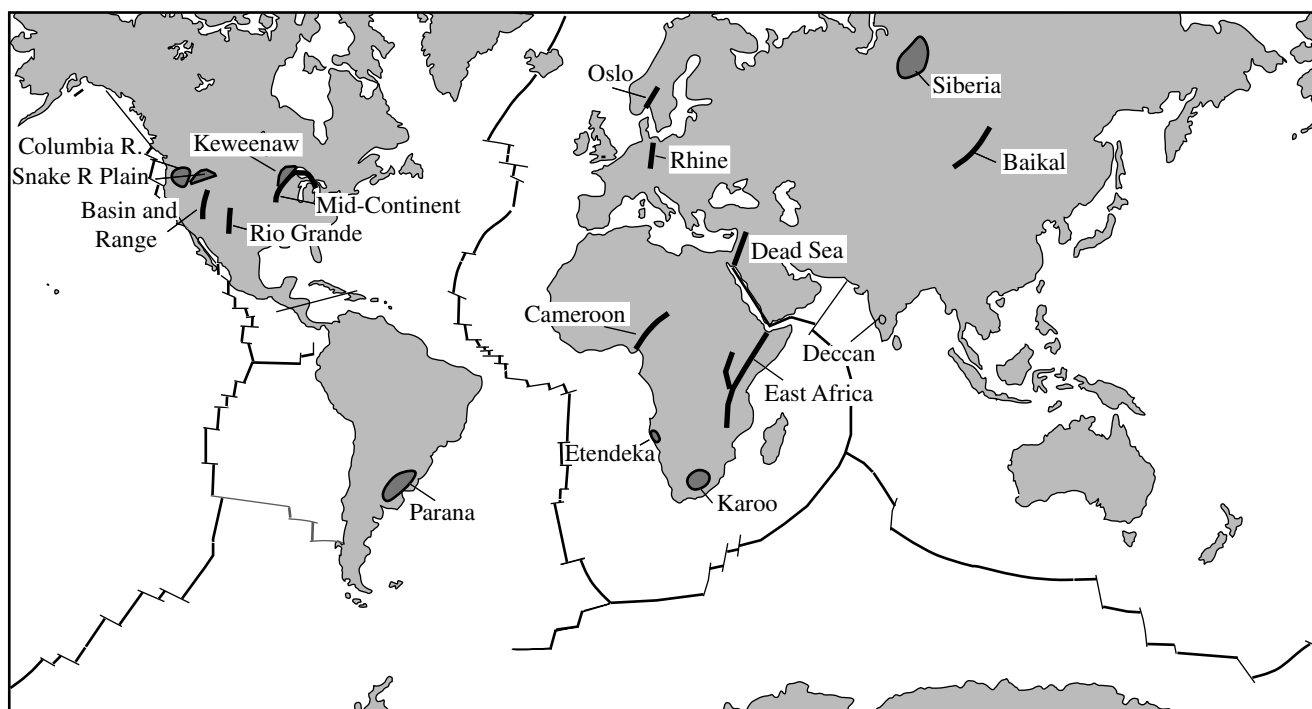 Oslo
Siberia
Columbia R.
Keweenaw
Snake R Plain
Rhine
Baikal
Basin and
Range
Mid-Continent
Rio Grande
Dead Sea
Cameroon
Deccan
East Africa
Etendeka
Parana
Karoo